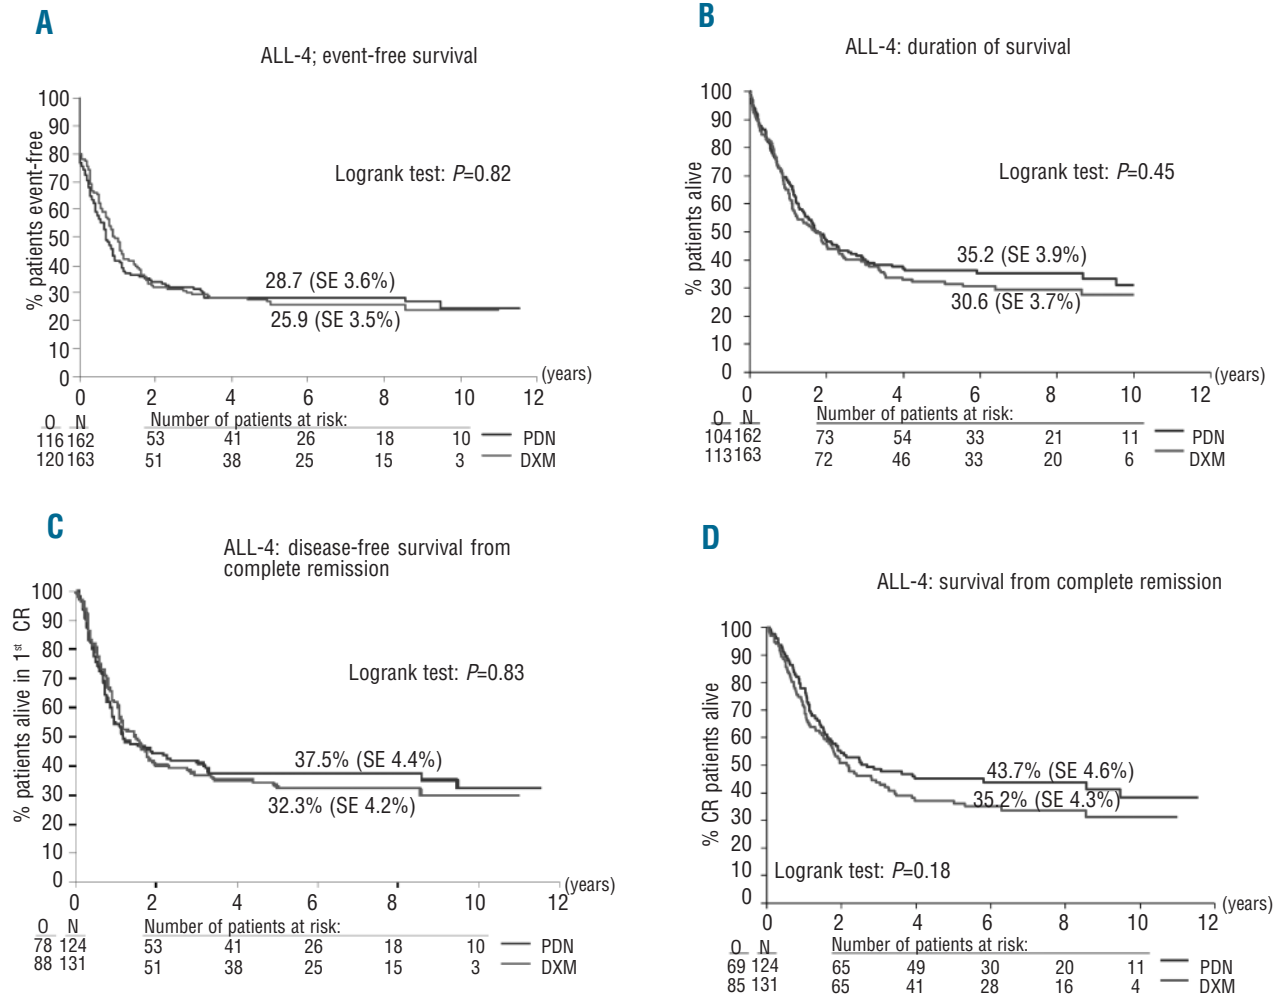 A
ALL-4; event-free survival
% patients event-free
100
90
80
70
60
50
40
30
20
10
0
Logrank test: P=0.82
28.7 (SE 3.6%)
25.9 (SE 3.5%)
0 2 4 6 8 10 12
(years)
O N Number of patients at risk:
116 162 53 41 26 18 10 PDN
120 163 51 38 25 15 3 DXM
B
ALL-4: duration of survival
% patients alive
100
90
80
70
60
50
40
30
20
10
0
Logrank test: P=0.45
35.2 (SE 3.9%)
30.6 (SE 3.7%)
0 2 4 6 8 10 12
(years)
O N Number of patients at risk:
104 162 73 54 33 21 11 PDN
113 163 72 46 33 20 6 DXM
C
ALL-4: disease-free survival from
complete remission
% patients alive in 1st CR
100
90
80
70
60
50
40
30
20
10
0
Logrank test: P=0.83
37.5% (SE 4.4%)
32.3% (SE 4.2%)
0 2 4 6 8 10 12
(years)
O N Number of patients at risk:
78 124 53 41 26 18 10 PDN
88 131 51 38 25 15 3 DXM
D
ALL-4: survival from complete remission
% CR patients alive
100
90
80
70
60
50
40
30
20
10
0
43.7% (SE 4.6%)
35.2% (SE 4.3%)
Logrank test: P=0.18
0 2 4 6 8 10 12
(years)
O N Number of patients at risk:
69 124 65 49 30 20 11 PDN
85 131 65 41 28 16 4 DXM